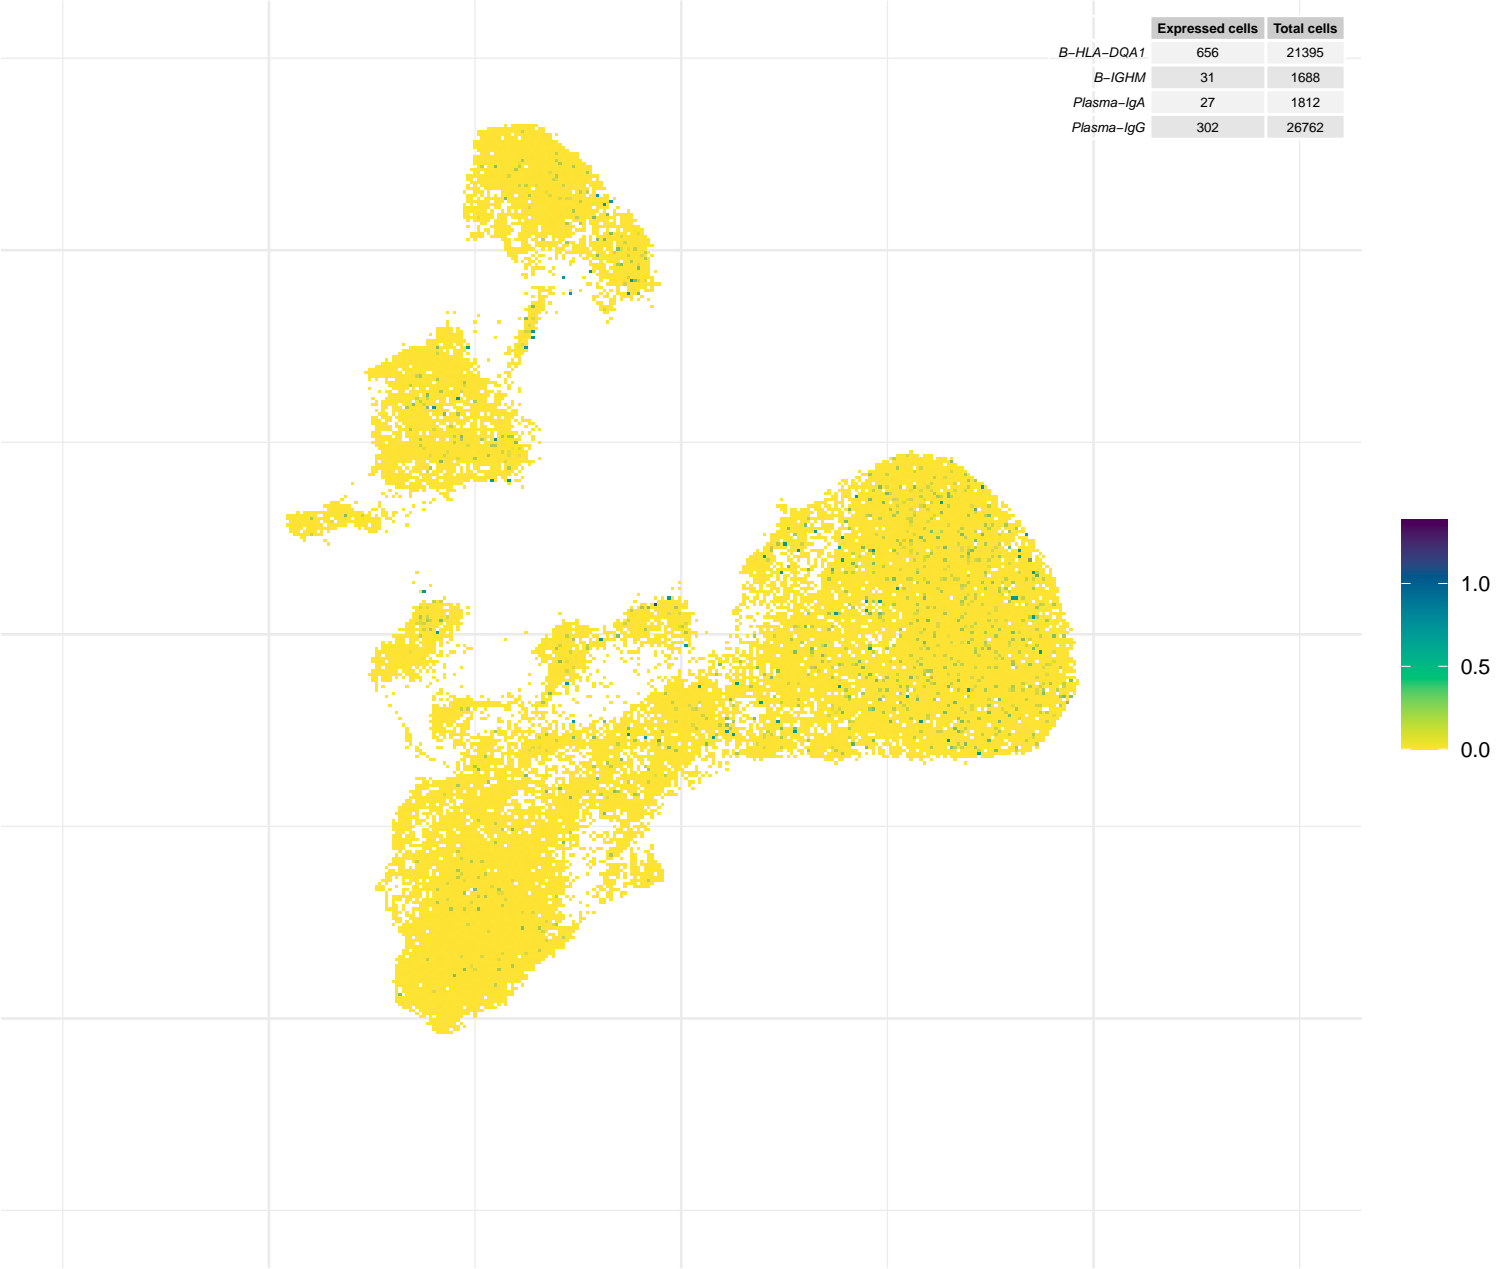 Expressed cells Total cells
B−HLA−DQA1 656 21395
B−IGHM 31 1688
Plasma−IgA 27 1812
Plasma−IgG 302 26762
1.0
0.5
0.0